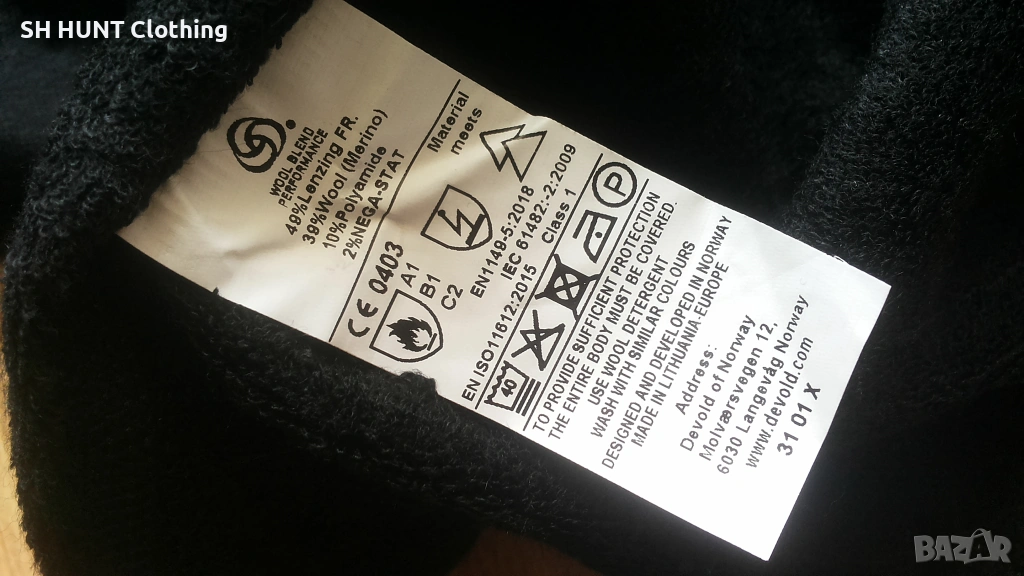 SH HUNT Clothing
WOOL BLEND
PERFORMANCE
49% Lenzing FR.
39% Wool (Merino)
10% Polyamide
2% NEGA-STAT
Material
meets
CE 0403
A1
B1
C2
EN1149-5:2018
IEC 61482-2:2009
Class 1
EN ISO11612:2015
40
P
TO PROVIDE SUFFICIENT PROTECTION
THE ENTIRE BODY MUST BE COVERED.
USE WOOL DETERGENT
WASH WITH SIMILAR COLOURS
DESIGNED AND DEVELOPED IN NORWAY
MADE IN LITHUANIA/EUROPE
Address:
Devold of Norway
Molværsvegen 12,
6030 Langevåg Norway
www.devold.com
31 01 X
BAZAR